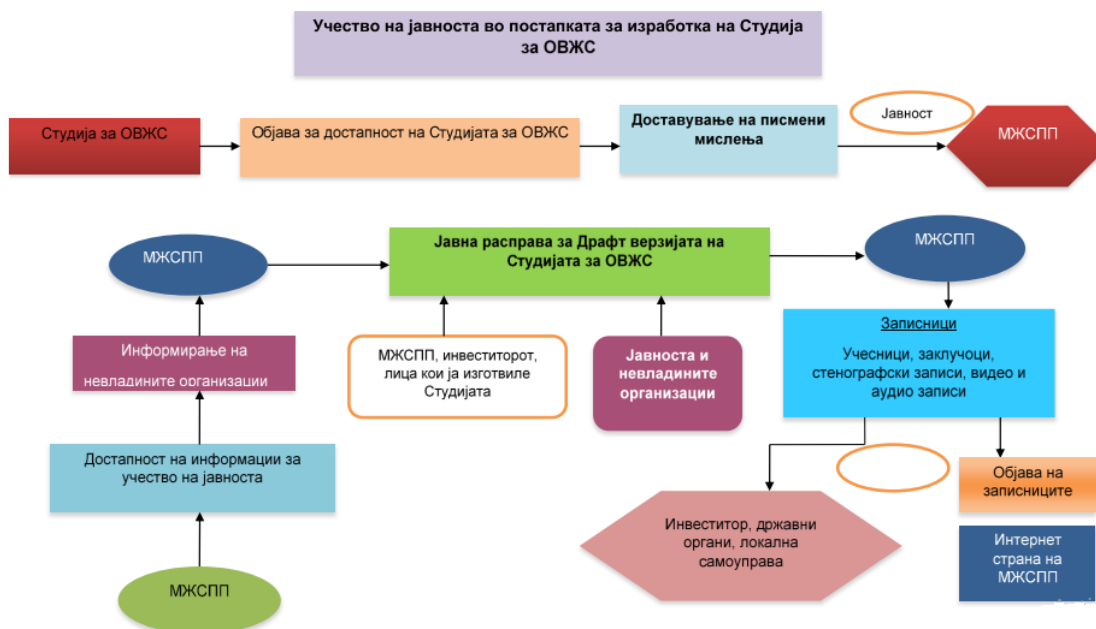 Учество на јавноста во постапката за изработка на Студија
за ОВЖС
Студија за ОВЖС
Објава за достапност на Студијата за ОВЖС
Доставување на писмени
мислења
Јавност
МЖСПП
МЖСПП
Јавна расправа за Драфт верзијата на
Студијата за ОВЖС
МЖСПП
Информирање на
невладините организации
МЖСПП, инвеститорот,
лица кои ја изготвиле
Студијата
Јавноста и
невладините
организации
Записници
Учесници, заклучоци,
стенографски записи, видео и
аудио записи
Достапност на информации за
учество на јавноста
Објава на
записниците
Инвеститор, државни
органи, локална
самоуправа
Интернет
страна на
МЖСПП
МЖСПП